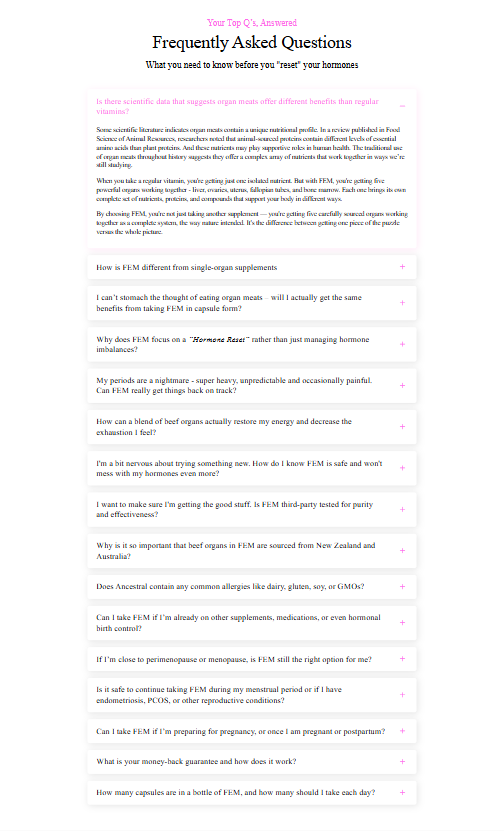 Your Top Q's, Answered
Frequently Asked Questions
What you need to know before you "reset" your hormones
Is there scientific data that suggests organ meats offer different benefits than regular
vitamins?
Some scientific literature indicates organ meats contain a unique nutritional profile. In a review published in Food
Science of Animal Resources, researchers noted that animal-sourced proteins contain different levels of essential
amino acids than plant proteins. And these nutrients may play supportive roles in human health. The traditional use
of organ meats throughout history suggests they offer a complex array of nutrients that work together in ways we're
still studying.
When you take a regular vitamin, you're getting just one isolated nutrient. But with FEM, you're getting five
powerful organs working together - liver, ovaries, uterus, fallopian tubes, and bone marrow. Each one brings its own
complete set of nutrients, proteins, and compounds that support your body in different ways.
By choosing FEM, you're not just taking another supplement — you're getting five carefully sourced organs working
together as a complete system, the way nature intended. It's the difference between getting one piece of the puzzle
versus the whole picture.
How is FEM different from single-organ supplements
I can't stomach the thought of eating organ meats – will I actually get the same
benefits from taking FEM in capsule form?
Why does FEM focus on a "Hormone Reset" rather than just managing hormone
imbalances?
My periods are a nightmare - super heavy, unpredictable and occasionally painful.
Can FEM really get things back on track?
How can a blend of beef organs actually restore my energy and decrease the
exhaustion I feel?
I'm a bit nervous about trying something new. How do I know FEM is safe and won't
mess with my hormones even more?
I want to make sure I'm getting the good stuff. Is FEM third-party tested for purity
and effectiveness?
Why is it so important that beef organs in FEM are sourced from New Zealand and
Australia?
Does Ancestral contain any common allergies like dairy, gluten, soy, or GMOs?
Can I take FEM if I'm already on other supplements, medications, or even hormonal
birth control?
If I'm close to perimenopause or menopause, is FEM still the right option for me?
Is it safe to continue taking FEM during my menstrual period or if I have
endometriosis, PCOS, or other reproductive conditions?
Can I take FEM if I'm preparing for pregnancy, or once I am pregnant or postpartum?
What is your money-back guarantee and how does it work?
How many capsules are in a bottle of FEM, and how many should I take each day?